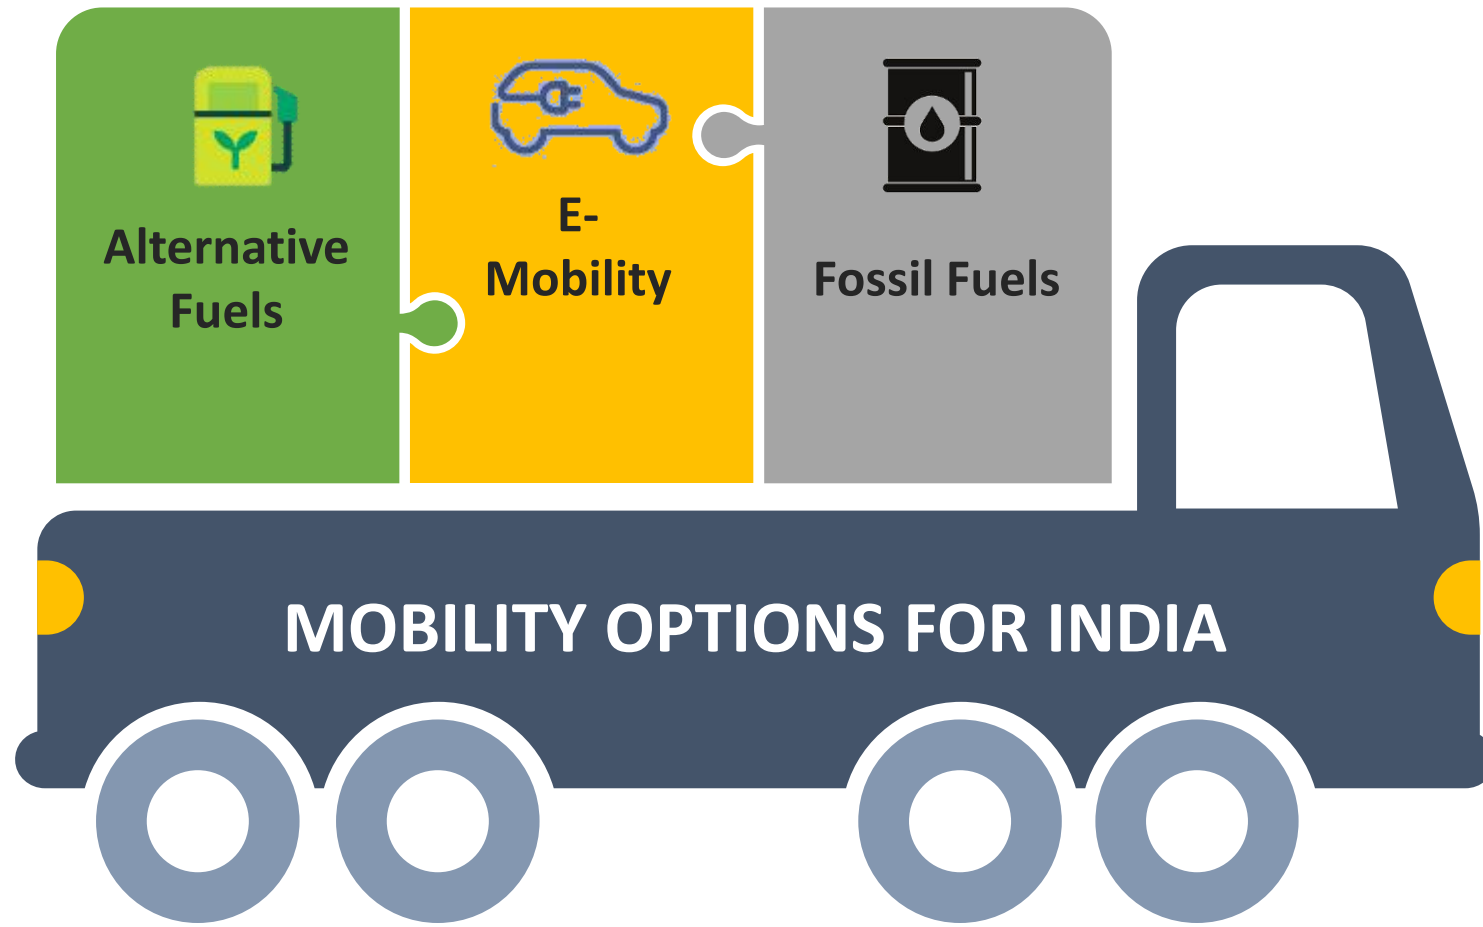 Alternative
Fuels
E-
Mobility
Fossil Fuels
MOBILITY OPTIONS FOR INDIA